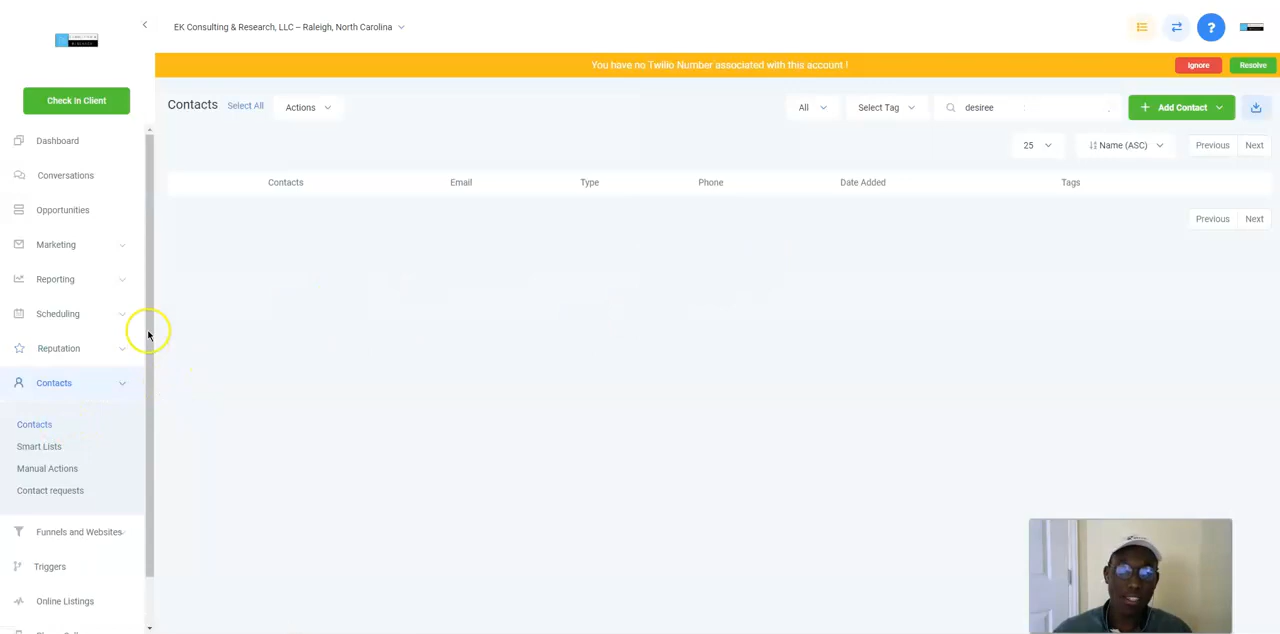 EK Consulting & Research, LLC – Raleigh, North Carolina
?
You have no Twilio Number associated with this account !
Ignore
Resolve
Check In Client
Contacts
Select All
Actions
All
Select Tag
desiree
+ Add Contact
25
Name (ASC)
Previous
Next
Contacts
Email
Type
Phone
Date Added
Tags
Previous
Next
Dashboard
Conversations
Opportunities
Marketing
Reporting
Scheduling
Reputation
Contacts
Contacts
Smart Lists
Manual Actions
Contact requests
Funnels and Websites
Triggers
Online Listings